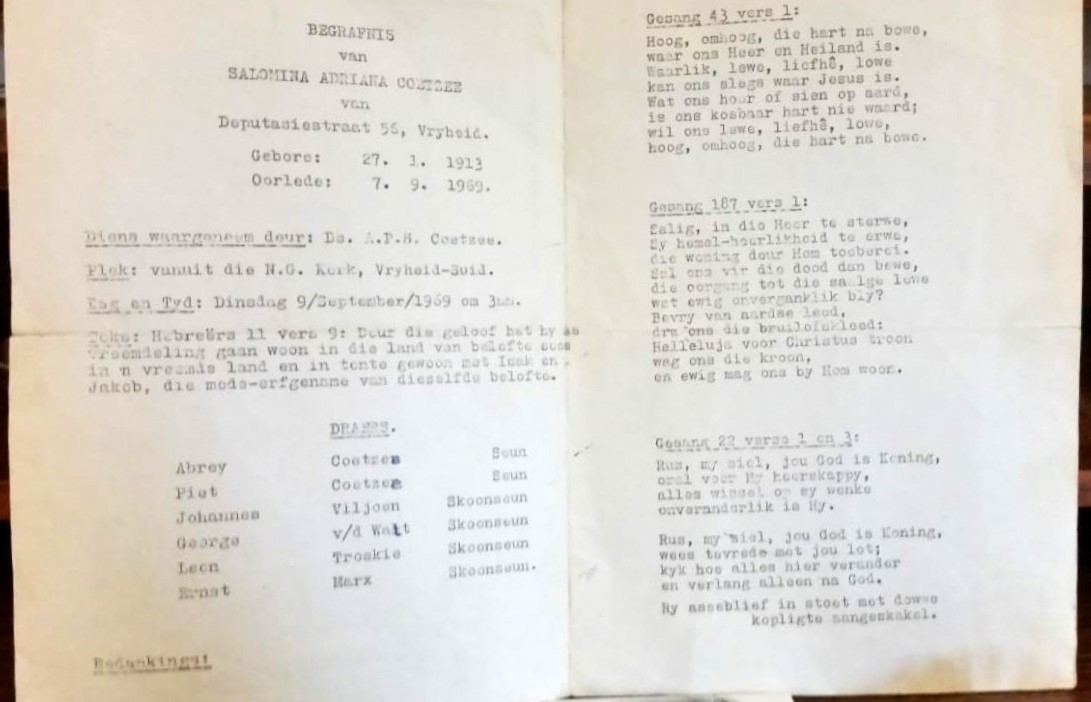 BEGRAFNIS
van
SALOMINA ADRIANA COETZEE
van
Deputasiestraat 56, Vryheid.
Gebore: 27. 1. 1913
Oorlede: 7. 9. 1969.
Diens waargeneem deur: Ds. A.P.S. Coetzee.
Plek: vanuit die N.G. Kerk, Vryheid-Suid.
Dag en Tyd: Dinsdag 9/September/1969 om 3nm.
Teks: Hebreërs 11 vers 9: Deur die geloof het hy as
vreemdeling gaan woon in die land van belofte soos
in 'n vreemde land en in tente gewoon met Isak en
Jakob, die mede-erfgename van dieselfde belofte.
DRAERS.
Abrey Coetzee Seun
Piet Coetzee Seun
Johannes Viljoen Skoonseun
George v/d Walt Skoonseun
Leon Troskie Skoonseun
Ernst Marx Skoonseun.
Bedankings!
Gesang 43 vers 1:
Hoog, omhoog, die hart na bowe,
waar ons Heer en Heiland is.
Waarlik, lewe, liefhê, lowe
kan ons slegs waar Jesus is.
Wat ons hoor of sien op aard,
is ons kosbaar hart nie waard;
wil ons lewe, liefhê, lowe,
hoog, omhoog, die hart na bowe.
Gesang 187 vers 1:
Salig, in die Heer te sterwe,
Sy hemel-heerlikheid te erwe,
die woning deur Hom toeberei.
Sal ons vir die dood dan bewe,
die oorgang tot die saalge lewe
wat ewig onverganklik bly?
Bevry van aardse leed,
dra ons die bruilofskleed:
Halleluja voor Christus troon
wag ons die kroon,
en ewig mag ons by Hom woon.
Gesang 22 verse 1 en 3:
Rus, my siel, jou God is Koning,
oral voer Hy heerskappy,
alles wissel op sy wenke
onveranderlik is Hy.
Rus, my siel, jou God is Koning,
wees tevrede met jou lot;
kyk hoe alles hier verander
en verlang alleen na God.
Ry asseblief in stoet met dowwe
kopligte aangeskakel.